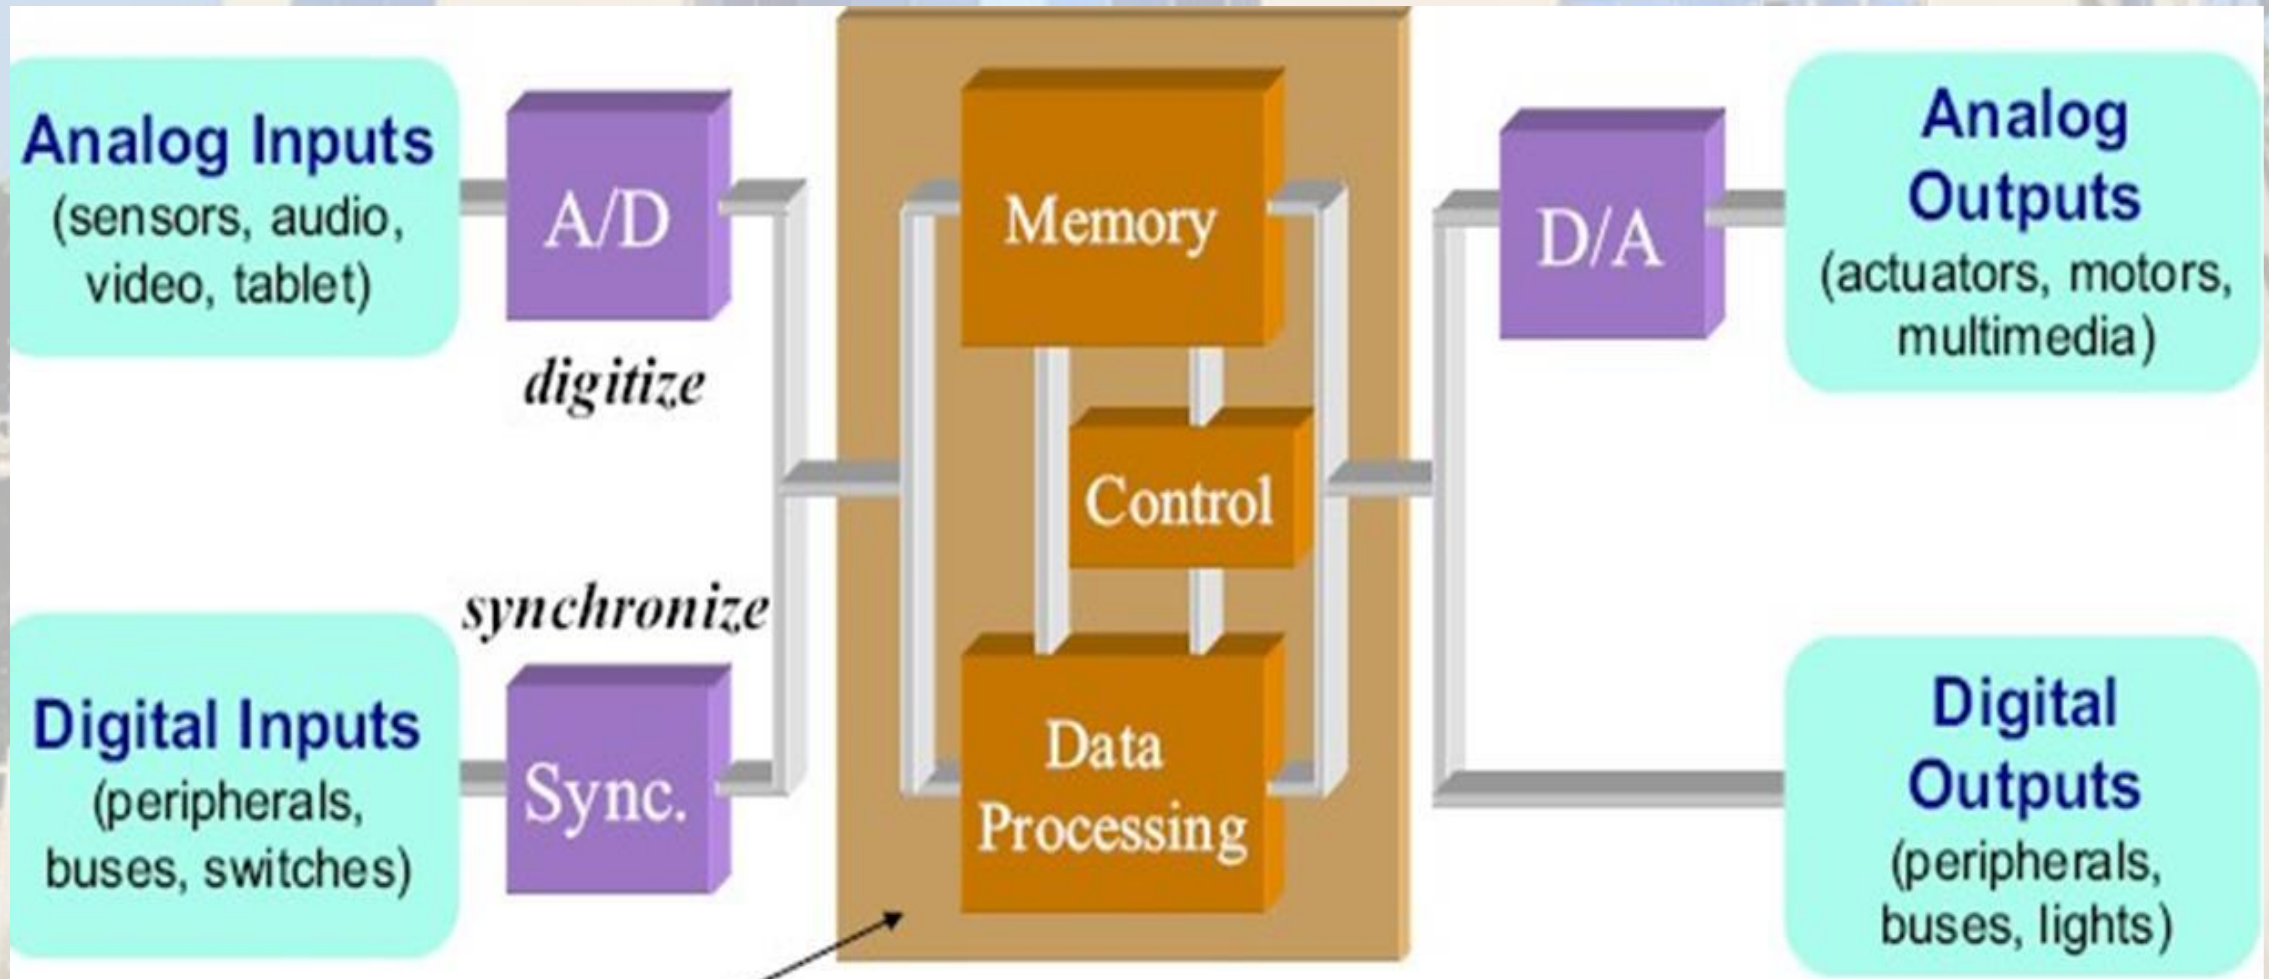 Analog Inputs
(sensors, audio,
video, tablet)
A/D
digitize
synchronize
Digital Inputs
(peripherals,
buses, switches)
Sync.
Memory
Control
Data
Processing
D/A
Analog
Outputs
(actuators, motors,
multimedia)
Digital
Outputs
(peripherals,
buses, lights)